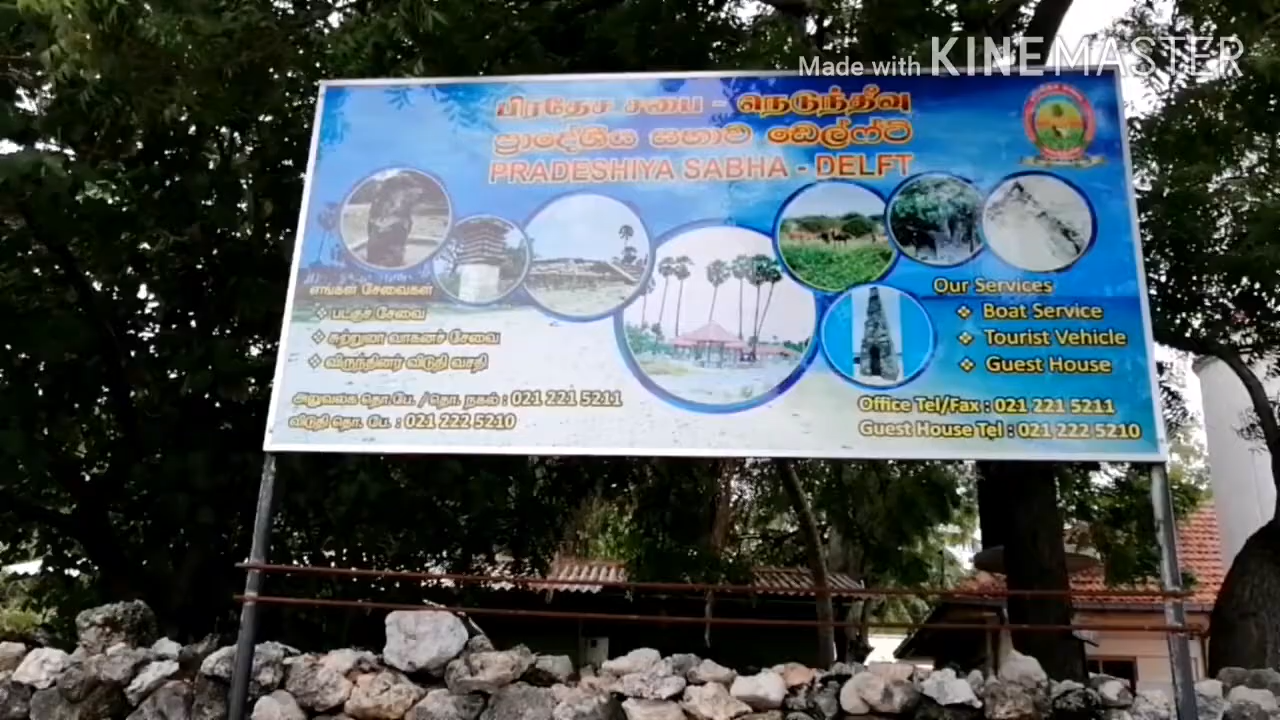 Made with KINEMASTER
பிரதேச சபை - நெடுந்தீவு
ප්‍රාදේශීය සභාව ඩෙල්ෆ්ට්
PRADESHIYA SABHA - DELFT
எங்கள் சேவைகள்
❖ படகுச் சேவை
❖ சுற்றுலா வாகனச் சேவை
❖ விருந்தினர் விடுதி வசதி
அலுவலக தொ.பே. / தொ. நகல் : 021 221 5211
விடுதி தொ. பே. : 021 222 5210
Our Services
❖ Boat Service
❖ Tourist Vehicle
❖ Guest House
Office Tel/Fax : 021 221 5211
Guest House Tel : 021 222 5210